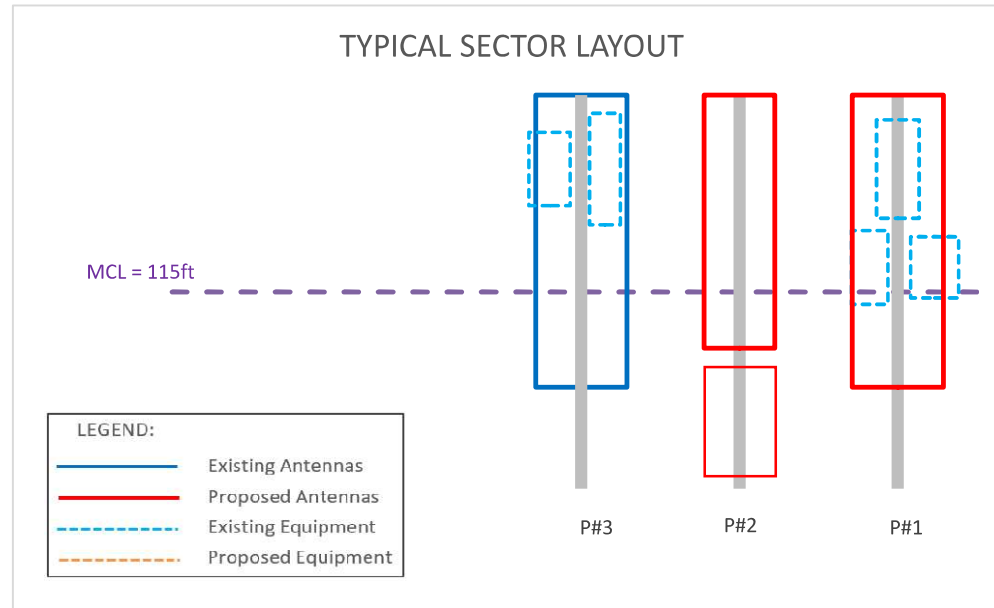 TYPICAL SECTOR LAYOUT
MCL = 115ft
LEGEND:
Existing Antennas
Proposed Antennas
Existing Equipment
Proposed Equipment
P#3
P#2
P#1